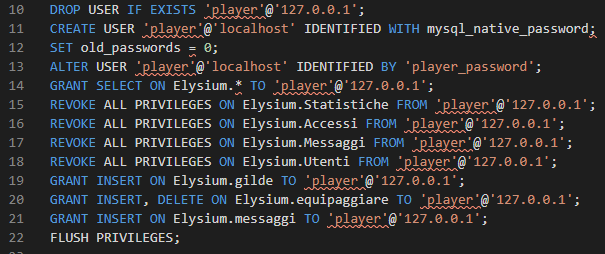 10 DROP USER IF EXISTS 'player'@'127.0.0.1';
11 CREATE USER 'player'@'localhost' IDENTIFIED WITH mysql_native_password;
12 SET old_passwords = 0;
13 ALTER USER 'player'@'localhost' IDENTIFIED BY 'player_password';
14 GRANT SELECT ON Elysium.* TO 'player'@'127.0.0.1';
15 REVOKE ALL PRIVILEGES ON Elysium.Statistiche FROM 'player'@'127.0.0.1';
16 REVOKE ALL PRIVILEGES ON Elysium.Accessi FROM 'player'@'127.0.0.1';
17 REVOKE ALL PRIVILEGES ON Elysium.Messaggi FROM 'player'@'127.0.0.1';
18 REVOKE ALL PRIVILEGES ON Elysium.Utenti FROM 'player'@'127.0.0.1';
19 GRANT INSERT ON Elysium.gilde TO 'player'@'127.0.0.1';
20 GRANT INSERT, DELETE ON Elysium.equipaggiare TO 'player'@'127.0.0.1';
21 GRANT INSERT ON Elysium.messaggi TO 'player'@'127.0.0.1';
22 FLUSH PRIVILEGES;